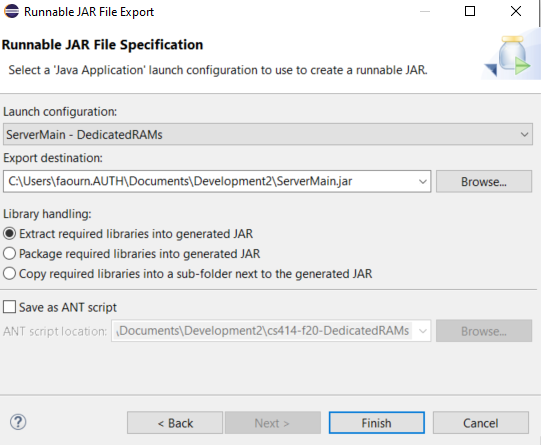 Runnable JAR File Export
Runnable JAR File Specification
Select a 'Java Application' launch configuration to use to create a runnable JAR.
Launch configuration:
ServerMain - DedicatedRAMs
Export destination:
C:\Users\faourn.AUTH\Documents\Development2\ServerMain.jar
Browse...
Library handling:
Extract required libraries into generated JAR
Package required libraries into generated JAR
Copy required libraries into a sub-folder next to the generated JAR
Save as ANT script
ANT script location: \Documents\Development2\cs414-f20-DedicatedRAMs Browse...
< Back Next > Finish Cancel